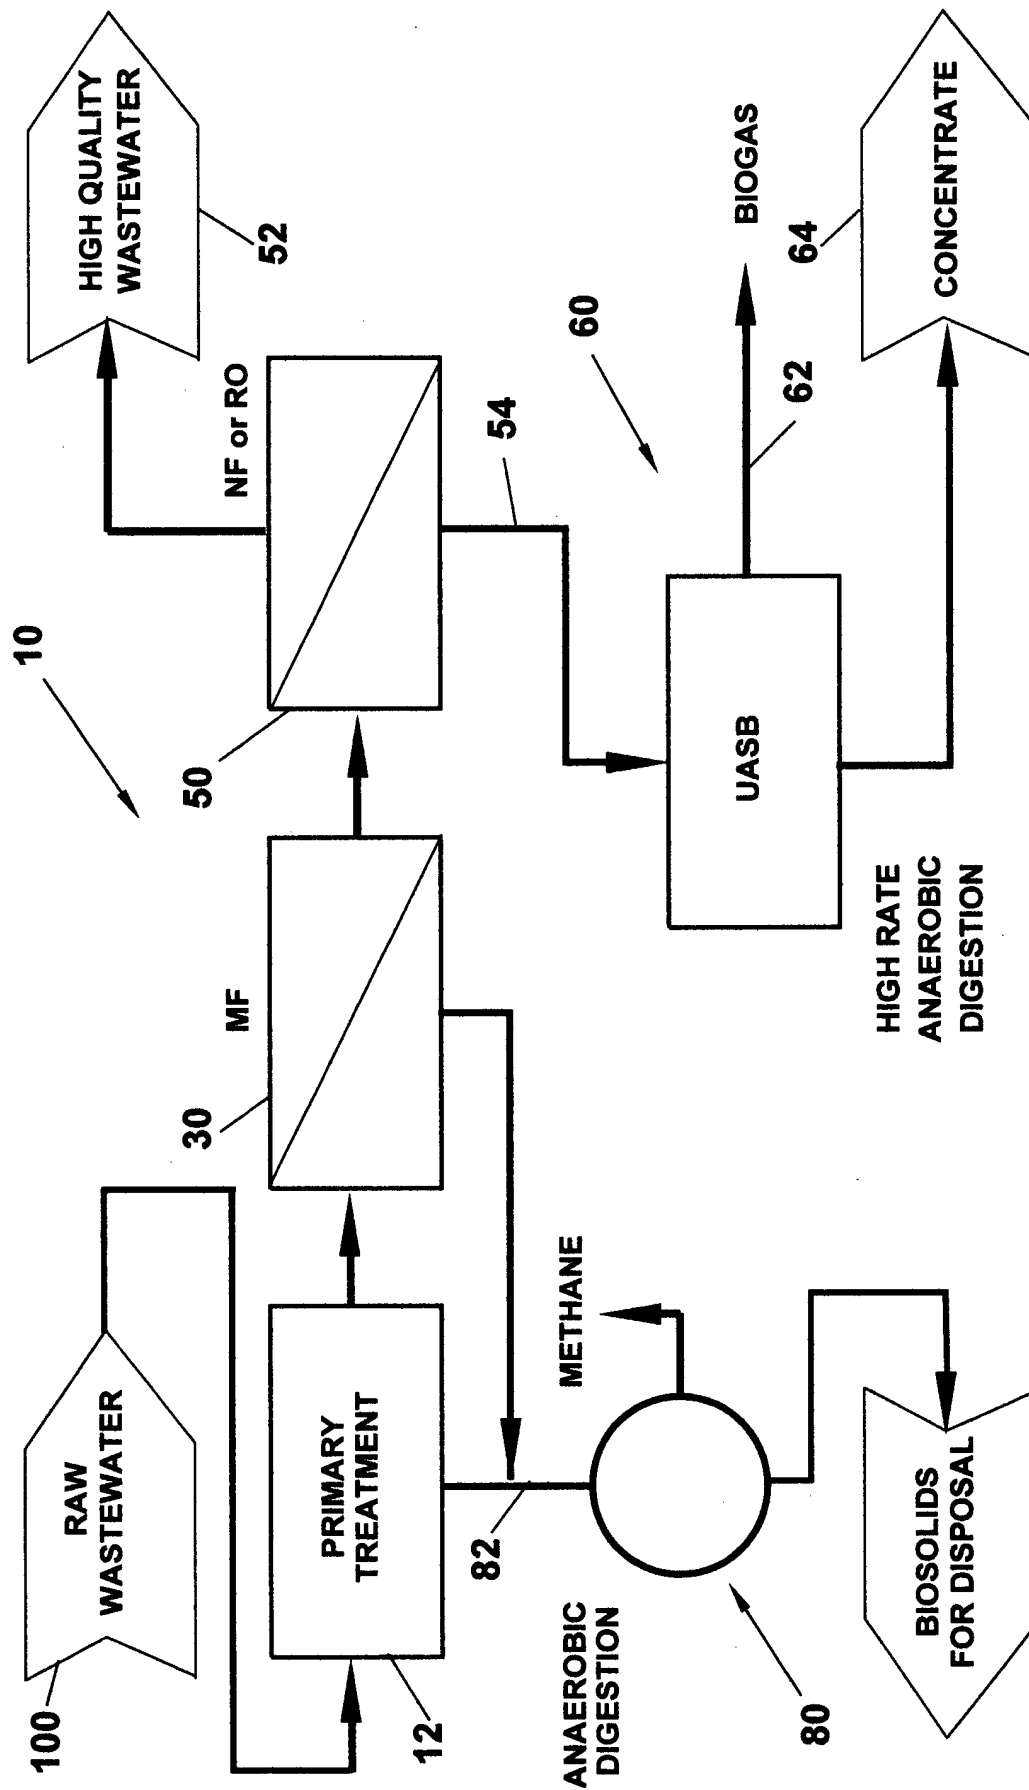 100
RAW
WASTEWATER
10
HIGH QUALITY
WASTEWATER
52
12
PRIMARY
TREATMENT
30
MF
50
NF or RO
82
54
60
ANAEROBIC
DIGESTION
METHANE
80
UASB
BIOGAS
62
HIGH RATE
ANAEROBIC
DIGESTION
64
BIOSOLIDS
FOR DISPOSAL
CONCENTRATE